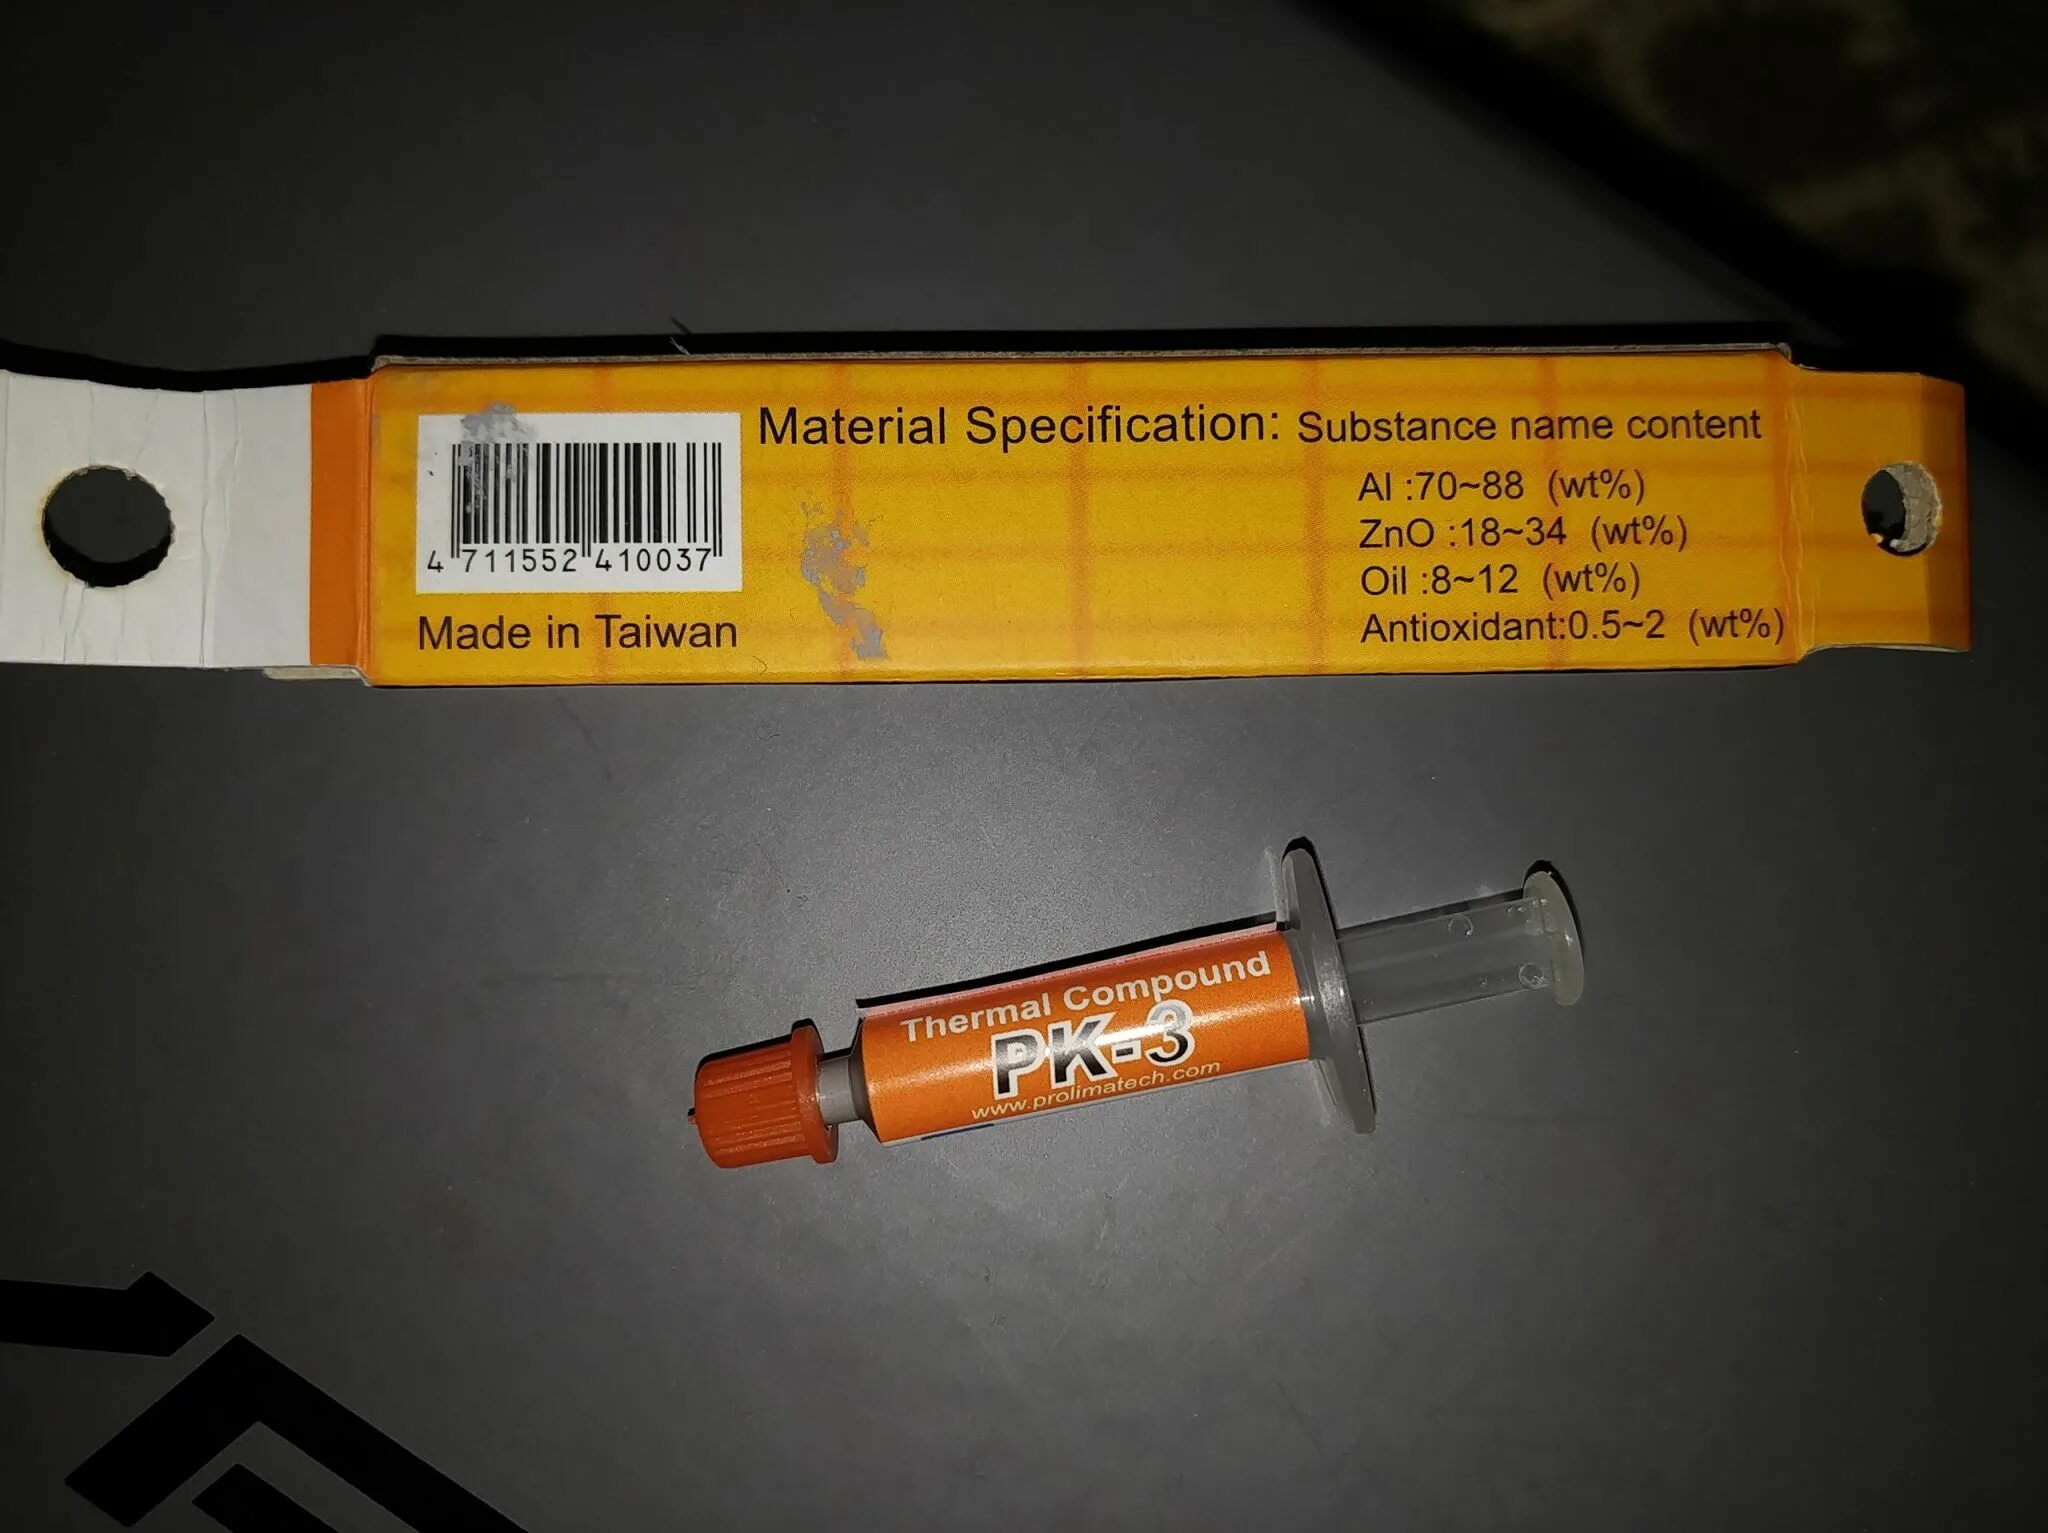 Material Specification: Substance name content
Al :70~88 (wt%)
ZnO :18~34 (wt%)
Oil :8~12 (wt%)
Antioxidant:0.5~2 (wt%)
4 711552 410037
Made in Taiwan
Thermal Compound
PK-3
www.prolimatech.com